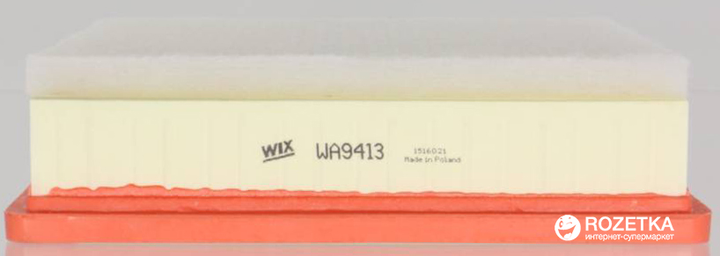 WIX WA9413
1516021
Made in Poland
ROZETKA
интернет-супермаркет